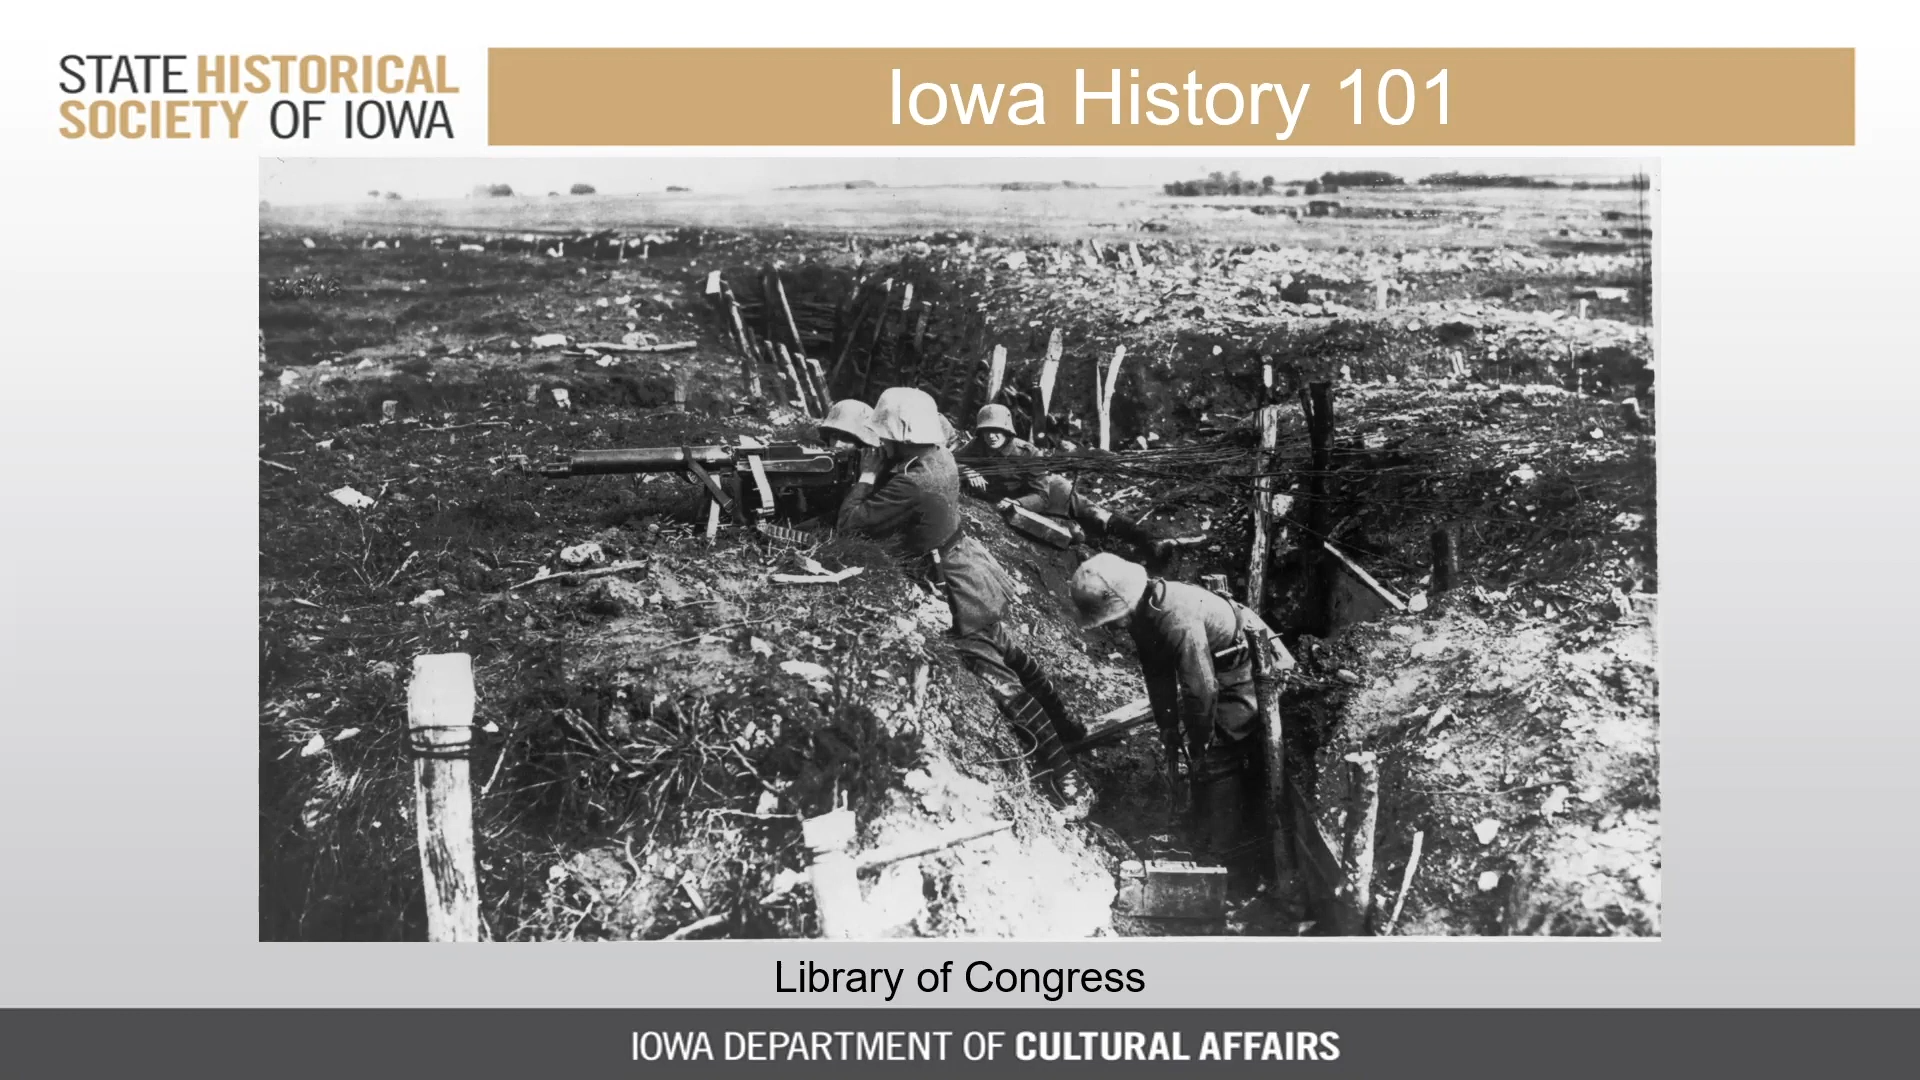 STATE HISTORICAL
SOCIETY OF IOWA
Iowa History 101
Library of Congress
IOWA DEPARTMENT OF CULTURAL AFFAIRS